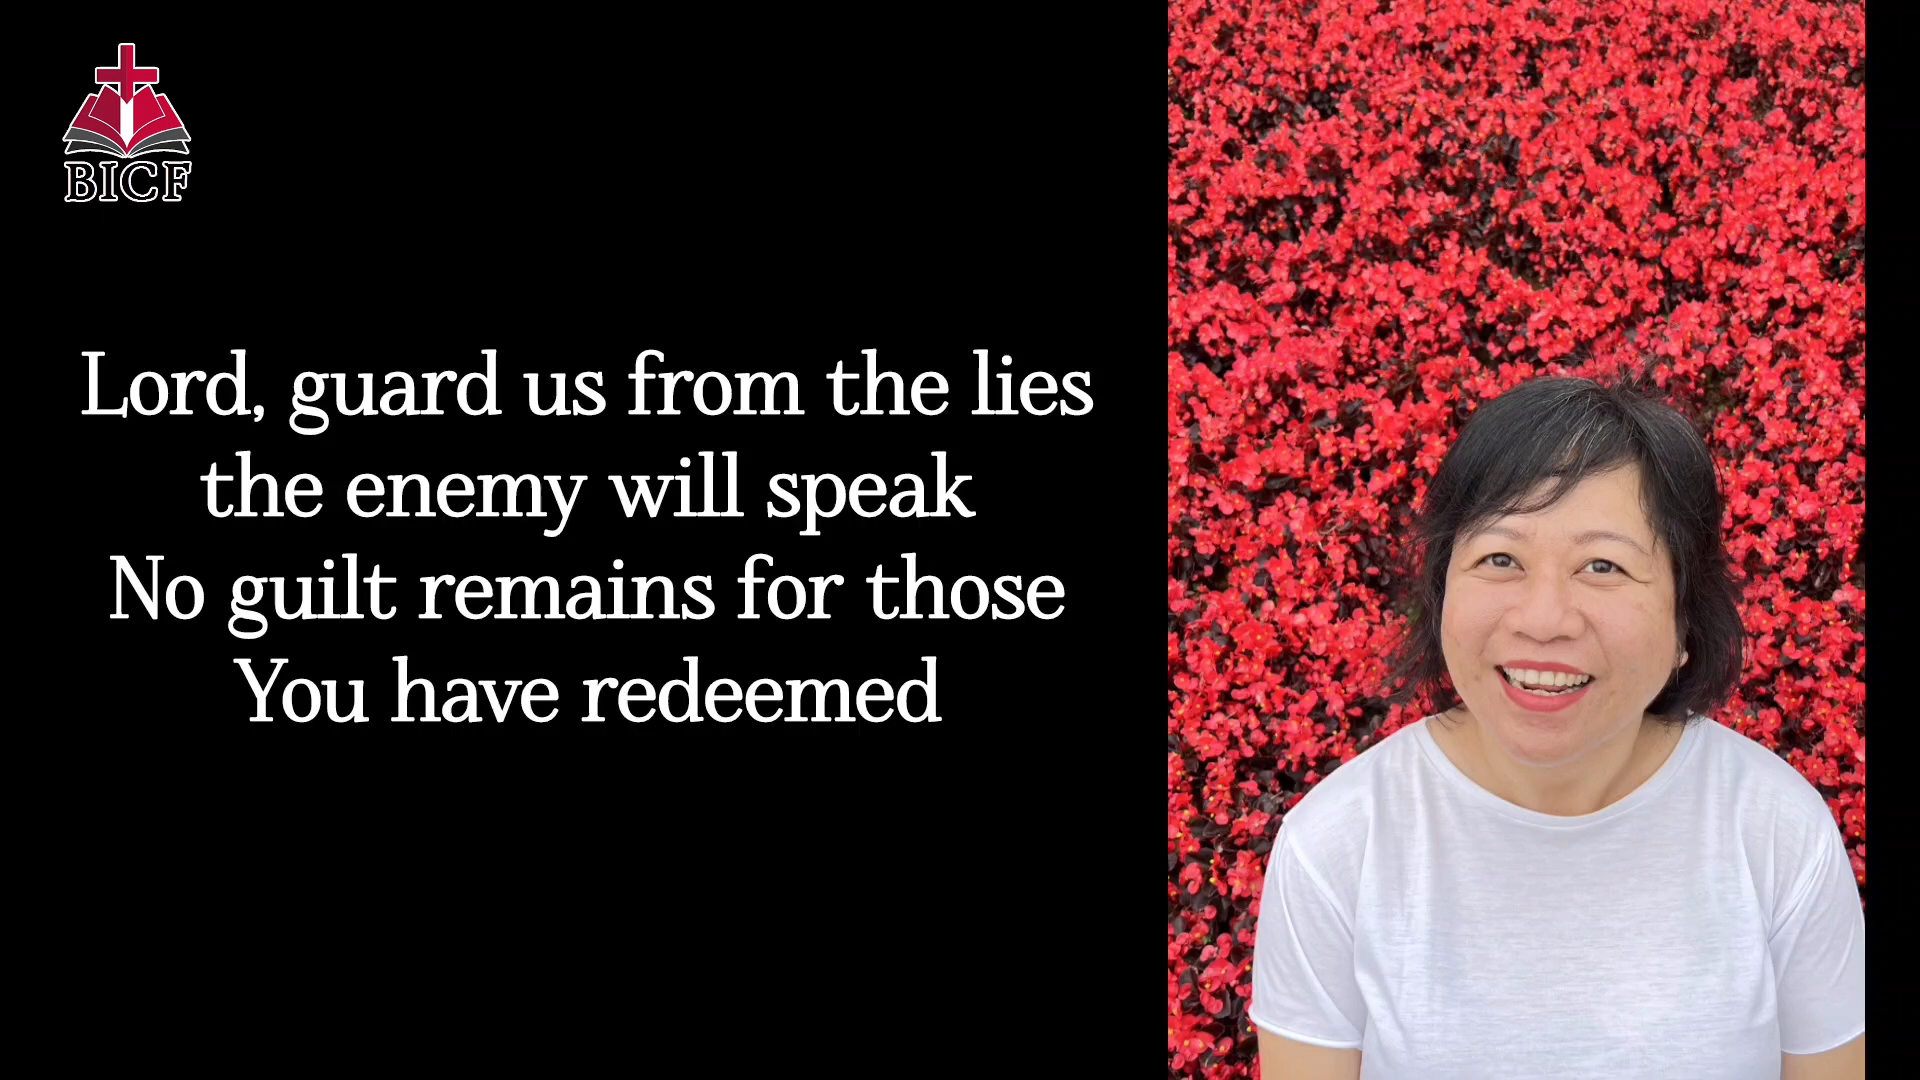 BICF
Lord, guard us from the lies
the enemy will speak
No guilt remains for those
You have redeemed